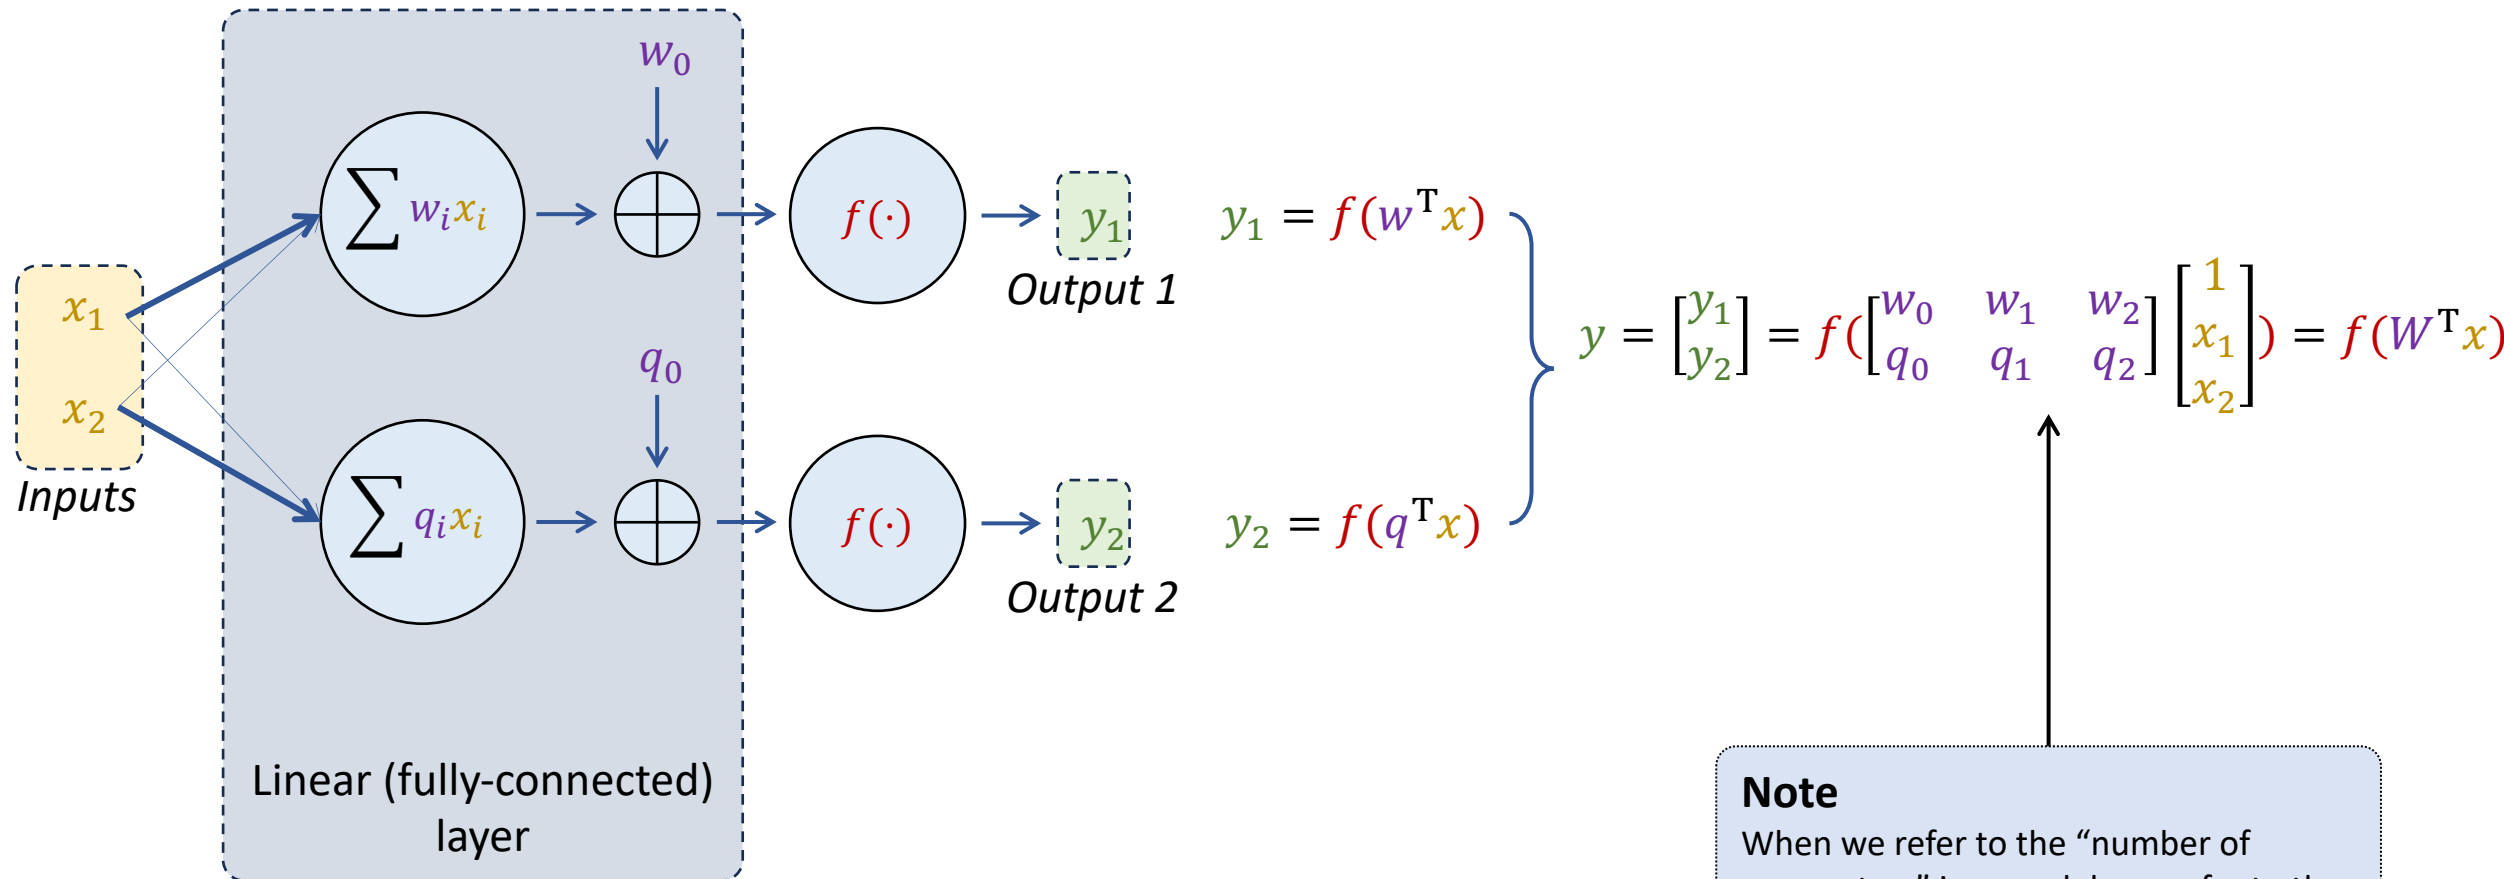 w₀
∑ wᵢxᵢ
f(·)
y₁
Output 1
y₁ = f(wᵀx)
x₁
x₂
Inputs
q₀
∑ qᵢxᵢ
f(·)
y₂
Output 2
y₂ = f(qᵀx)
y = [y₁ y₂] = f([w₀ w₁ w₂ q₀ q₁ q₂][1 x₁ x₂]) = f(Wᵀx)
Linear (fully-connected)
layer
Note
When we refer to the “number of